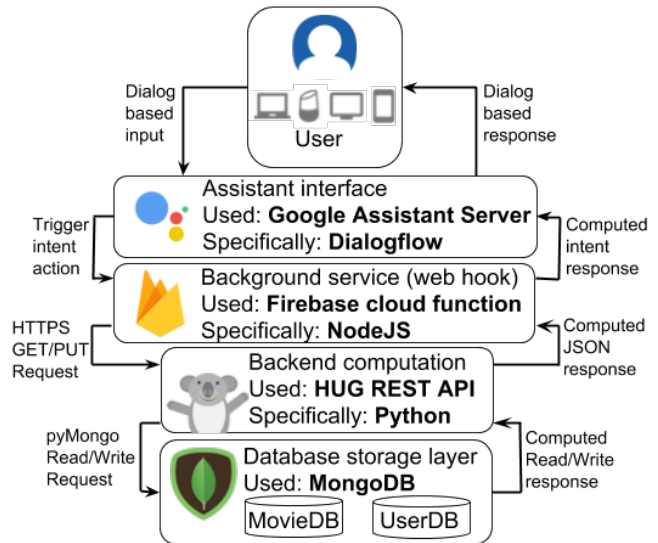 User
Dialog
based
input
Dialog
based
response
Assistant interface
Used: Google Assistant Server
Specifically: Dialogflow
Trigger
intent
action
Computed
intent
response
Background service (web hook)
Used: Firebase cloud function
Specifically: NodeJS
HTTPS
GET/PUT
Request
Computed
JSON
response
Backend computation
Used: HUG REST API
Specifically: Python
pyMongo
Read/Write
Request
Computed
Read/Write
response
Database storage layer
Used: MongoDB
MovieDB
UserDB